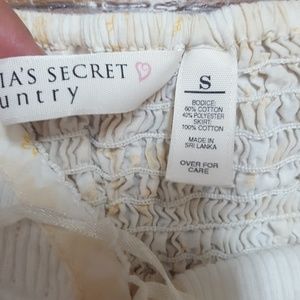 IA'S SECRET
untry
S
BODICE:
60% COTTON
40% POLYESTER
SKIRT:
100% COTTON
MADE IN
SRI LANKA
OVER FOR
CARE